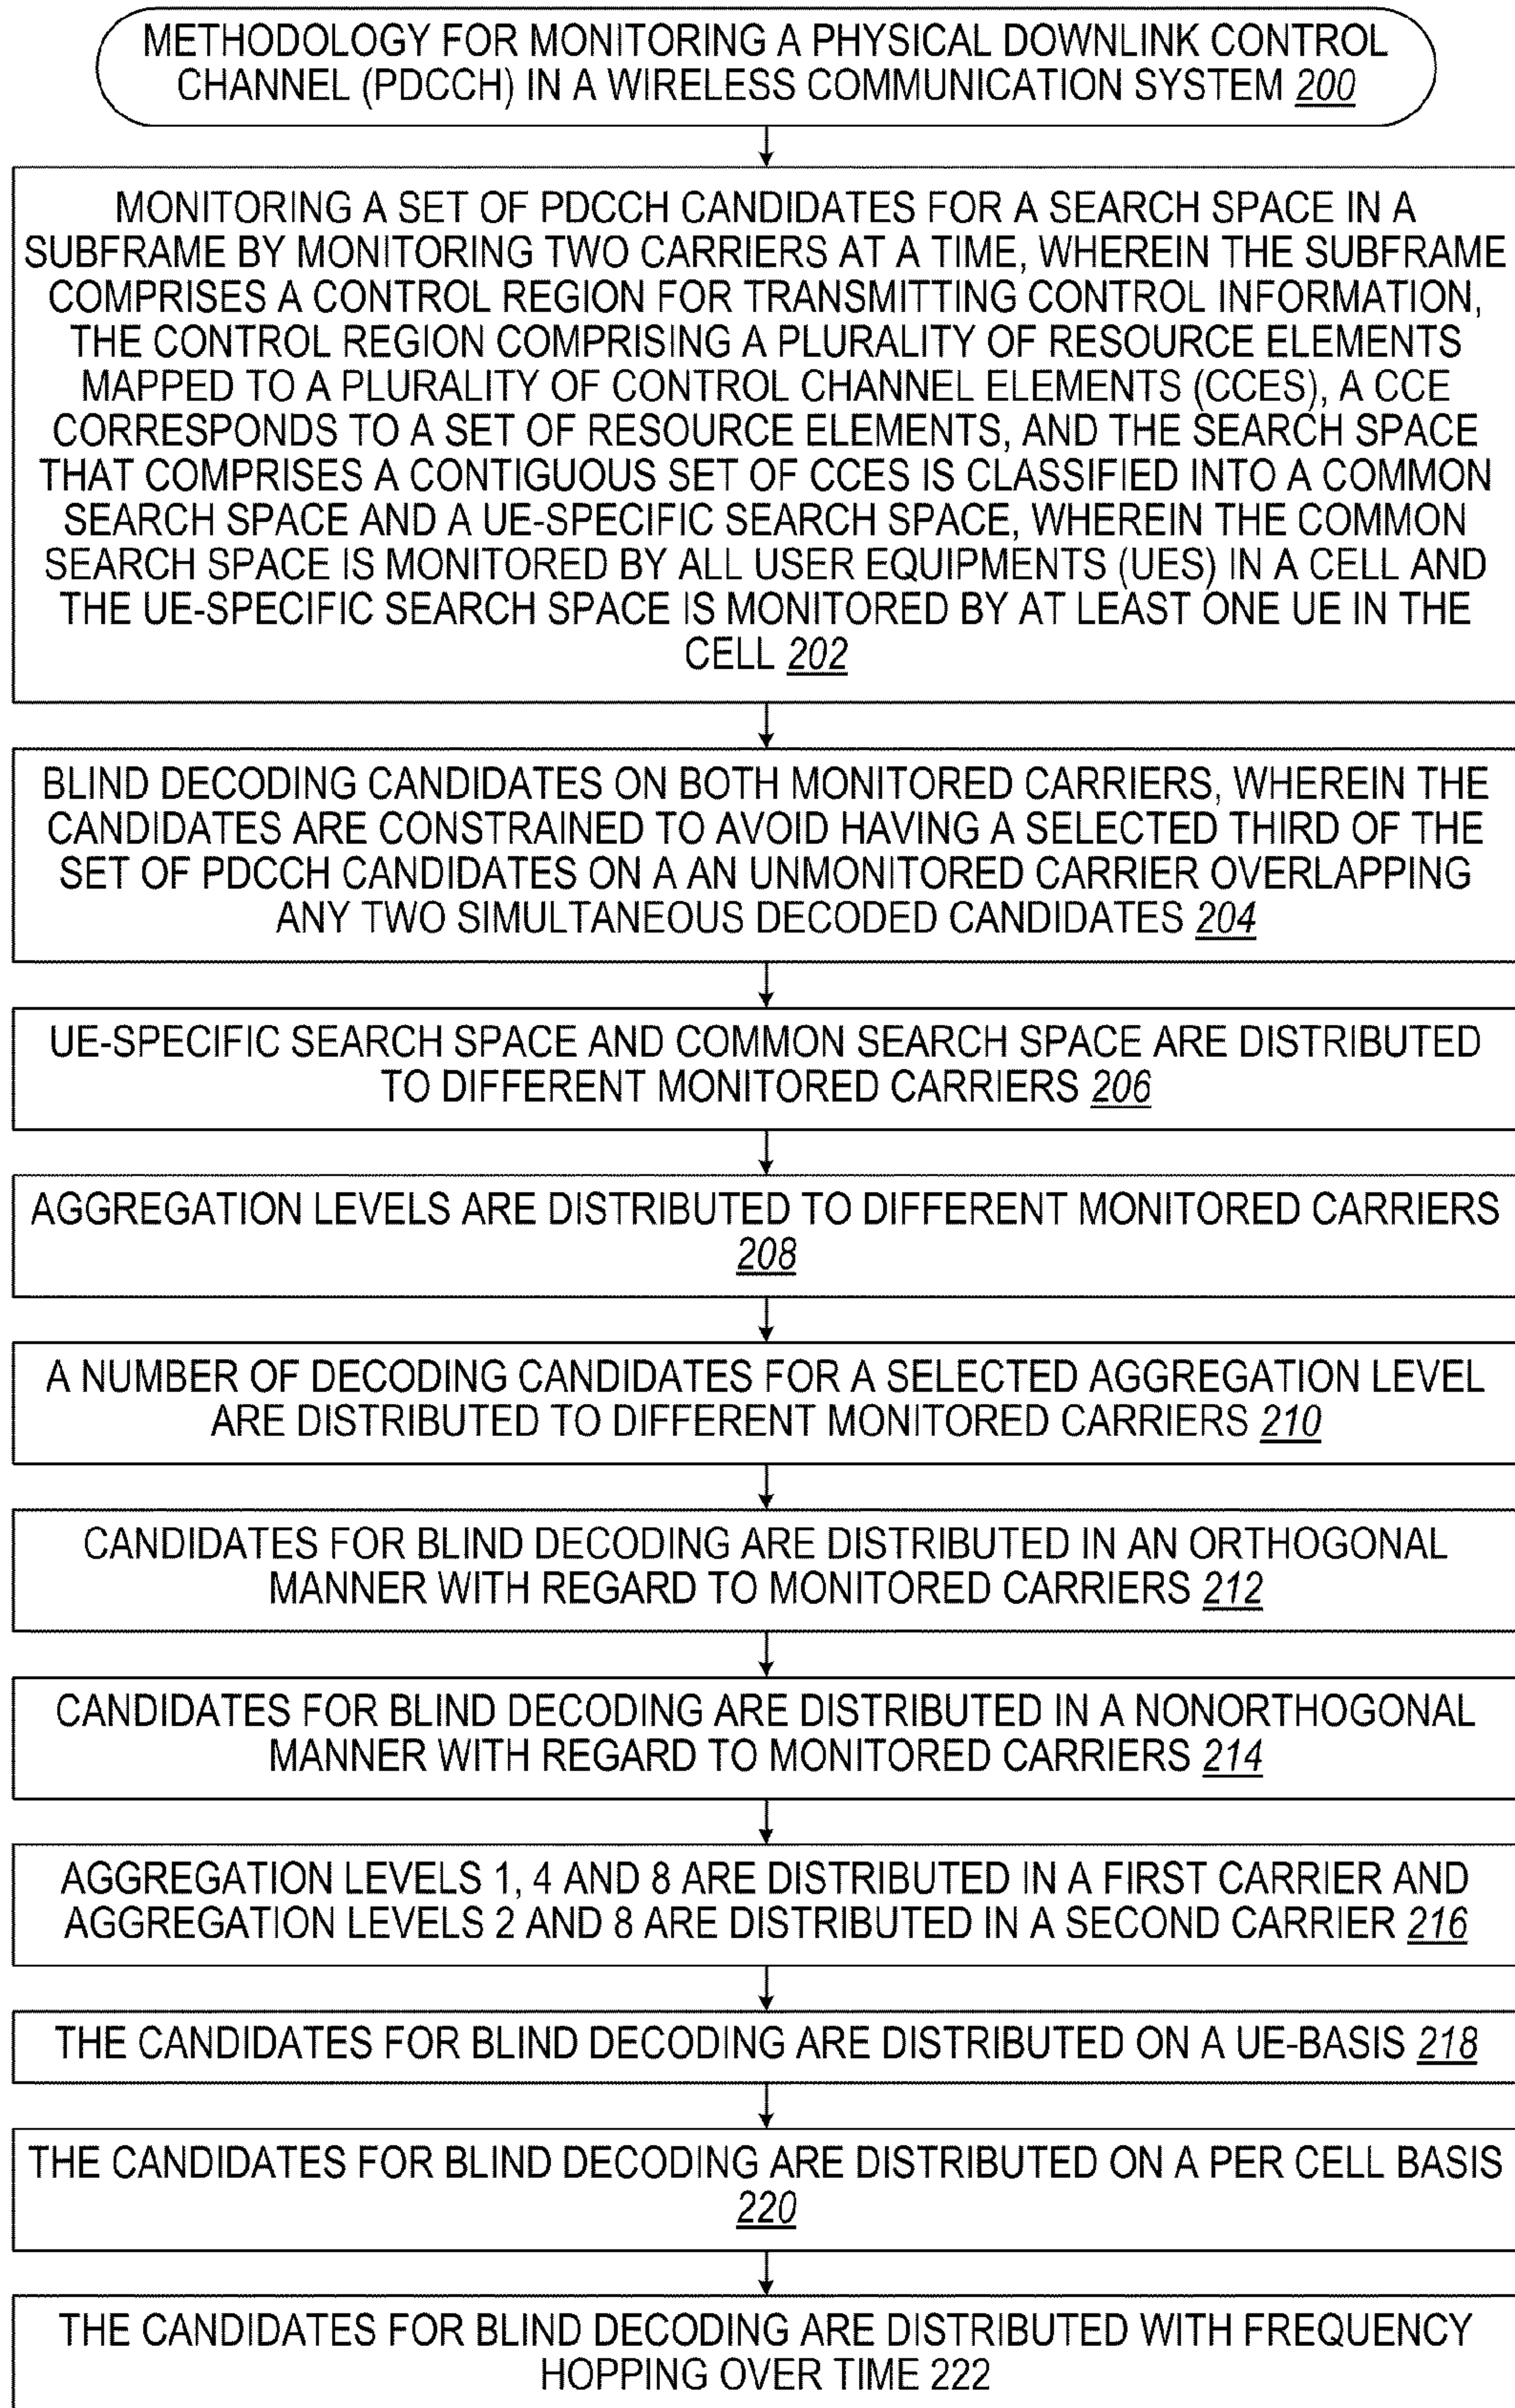 METHODOLOGY FOR MONITORING A PHYSICAL DOWNLINK CONTROL
CHANNEL (PDCCH) IN A WIRELESS COMMUNICATION SYSTEM 200
MONITORING A SET OF PDCCH CANDIDATES FOR A SEARCH SPACE IN A
SUBFRAME BY MONITORING TWO CARRIERS AT A TIME, WHEREIN THE SUBFRAME
COMPRISES A CONTROL REGION FOR TRANSMITTING CONTROL INFORMATION,
THE CONTROL REGION COMPRISING A PLURALITY OF RESOURCE ELEMENTS
MAPPED TO A PLURALITY OF CONTROL CHANNEL ELEMENTS (CCES), A CCE
CORRESPONDS TO A SET OF RESOURCE ELEMENTS, AND THE SEARCH SPACE
THAT COMPRISES A CONTIGUOUS SET OF CCES IS CLASSIFIED INTO A COMMON
SEARCH SPACE AND A UE-SPECIFIC SEARCH SPACE, WHEREIN THE COMMON
SEARCH SPACE IS MONITORED BY ALL USER EQUIPMENTS (UES) IN A CELL AND
THE UE-SPECIFIC SEARCH SPACE IS MONITORED BY AT LEAST ONE UE IN THE
CELL 202
BLIND DECODING CANDIDATES ON BOTH MONITORED CARRIERS, WHEREIN THE
CANDIDATES ARE CONSTRAINED TO AVOID HAVING A SELECTED THIRD OF THE
SET OF PDCCH CANDIDATES ON A AN UNMONITORED CARRIER OVERLAPPING
ANY TWO SIMULTANEOUS DECODED CANDIDATES 204
UE-SPECIFIC SEARCH SPACE AND COMMON SEARCH SPACE ARE DISTRIBUTED
TO DIFFERENT MONITORED CARRIERS 206
AGGREGATION LEVELS ARE DISTRIBUTED TO DIFFERENT MONITORED CARRIERS
208
A NUMBER OF DECODING CANDIDATES FOR A SELECTED AGGREGATION LEVEL
ARE DISTRIBUTED TO DIFFERENT MONITORED CARRIERS 210
CANDIDATES FOR BLIND DECODING ARE DISTRIBUTED IN AN ORTHOGONAL
MANNER WITH REGARD TO MONITORED CARRIERS 212
CANDIDATES FOR BLIND DECODING ARE DISTRIBUTED IN A NONORTHOGONAL
MANNER WITH REGARD TO MONITORED CARRIERS 214
AGGREGATION LEVELS 1, 4 AND 8 ARE DISTRIBUTED IN A FIRST CARRIER AND
AGGREGATION LEVELS 2 AND 8 ARE DISTRIBUTED IN A SECOND CARRIER 216
THE CANDIDATES FOR BLIND DECODING ARE DISTRIBUTED ON A UE-BASIS 218
THE CANDIDATES FOR BLIND DECODING ARE DISTRIBUTED ON A PER CELL BASIS
220
THE CANDIDATES FOR BLIND DECODING ARE DISTRIBUTED WITH FREQUENCY
HOPPING OVER TIME 222